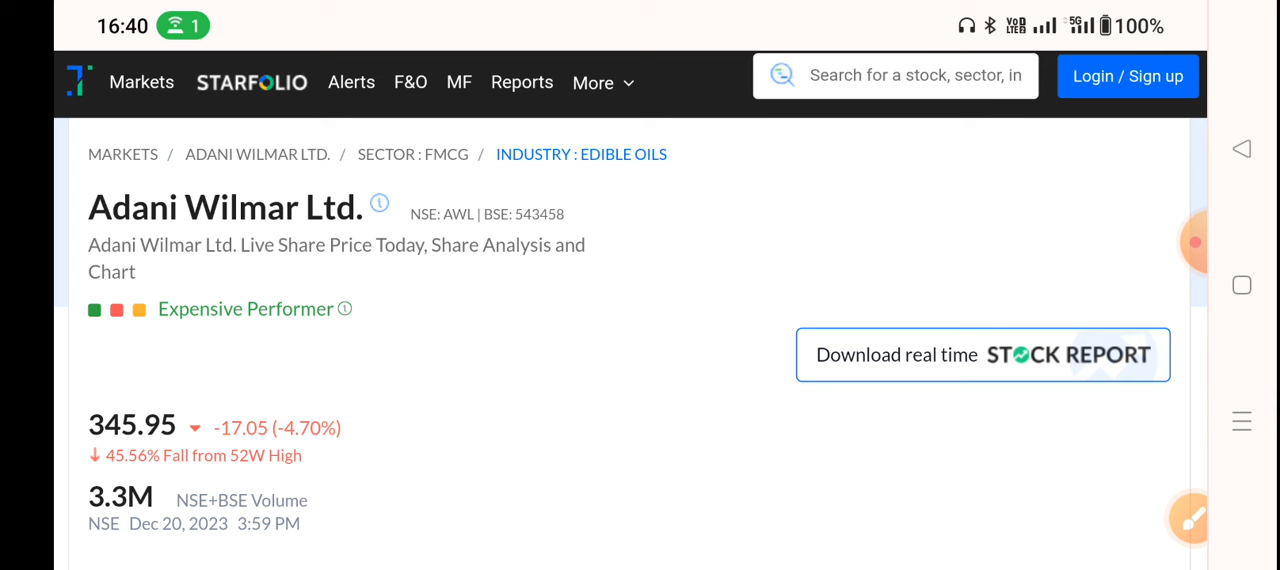 16:40 1 VoD LTE2 5G 100%
Markets STARFOLIO Alerts F&O MF Reports More Search for a stock, sector, in Login / Sign up
MARKETS / ADANI WILMAR LTD. / SECTOR : FMCG / INDUSTRY : EDIBLE OILS
Adani Wilmar Ltd. NSE: AWL | BSE: 543458
Adani Wilmar Ltd. Live Share Price Today, Share Analysis and
Chart
Expensive Performer
Download real time STOCK REPORT
345.95 -17.05 (-4.70%)
45.56% Fall from 52W High
3.3M NSE+BSE Volume
NSE Dec 20, 2023 3:59 PM